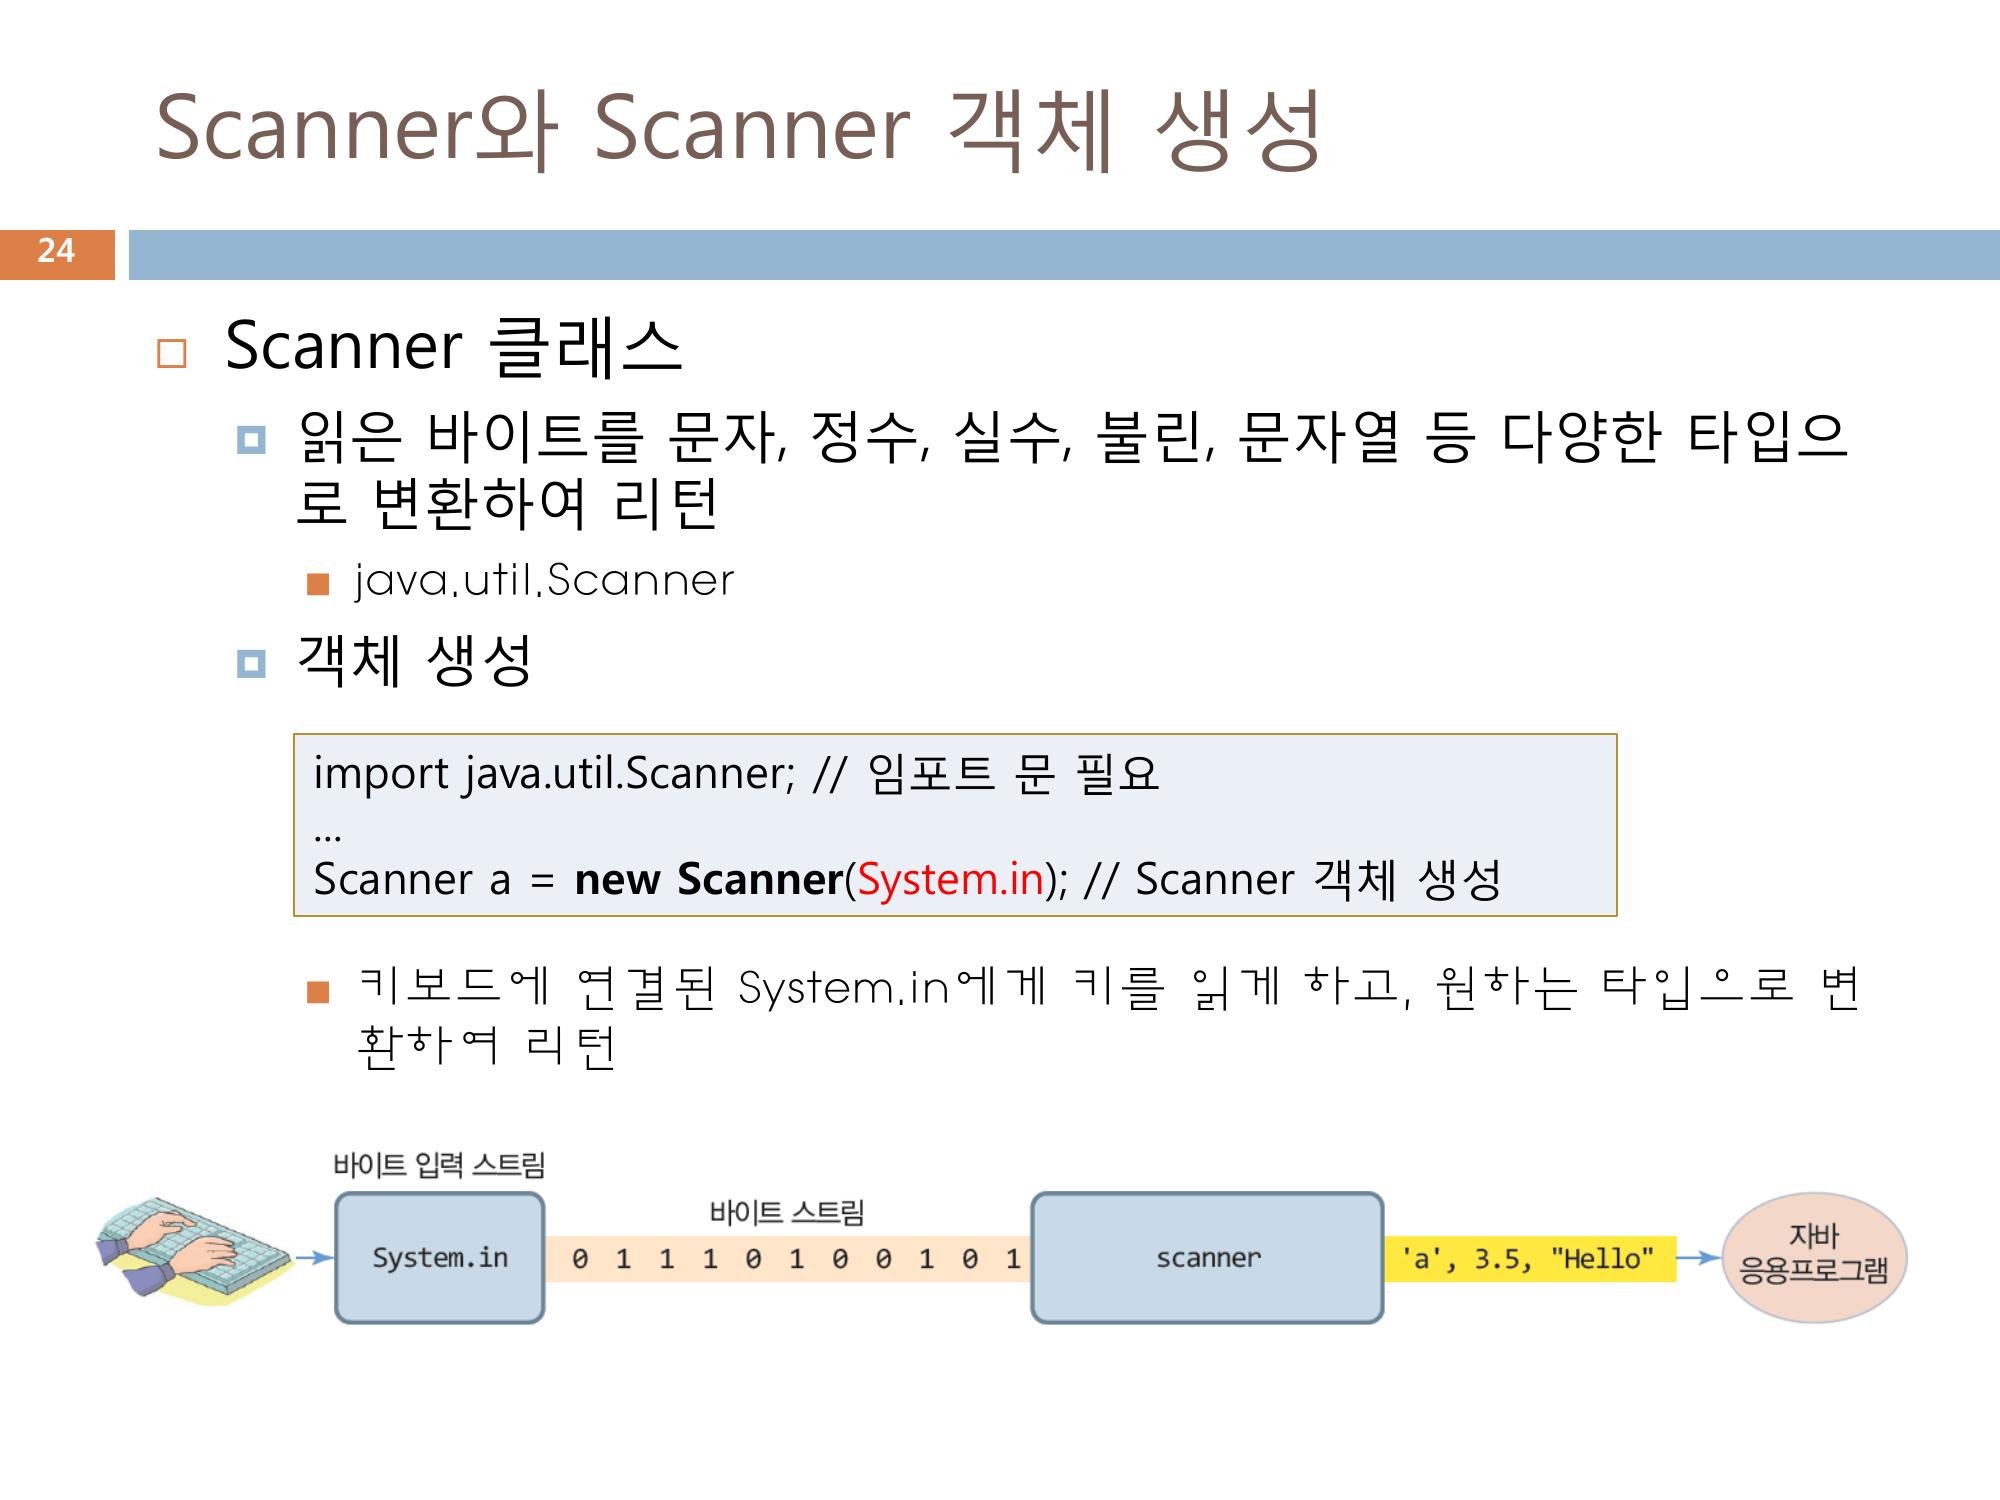 Scanner와 Scanner 객체 생성
24
Scanner 클래스
읽은 바이트를 문자, 정수, 실수, 불린, 문자열 등 다양한 타입으
로 변환하여 리턴
java.util.Scanner
객체 생성
import java.util.Scanner; // 임포트 문 필요
...
Scanner a = new Scanner(System.in); // Scanner 객체 생성
키보드에 연결된 System.in에게 키를 읽게 하고, 원하는 타입으로 변
환하여 리턴
바이트 입력 스트림
바이트 스트림
System.in
0 1 1 1 0 1 0 0 1 0 1
scanner
'a', 3.5, "Hello"
자바
응용프로그램